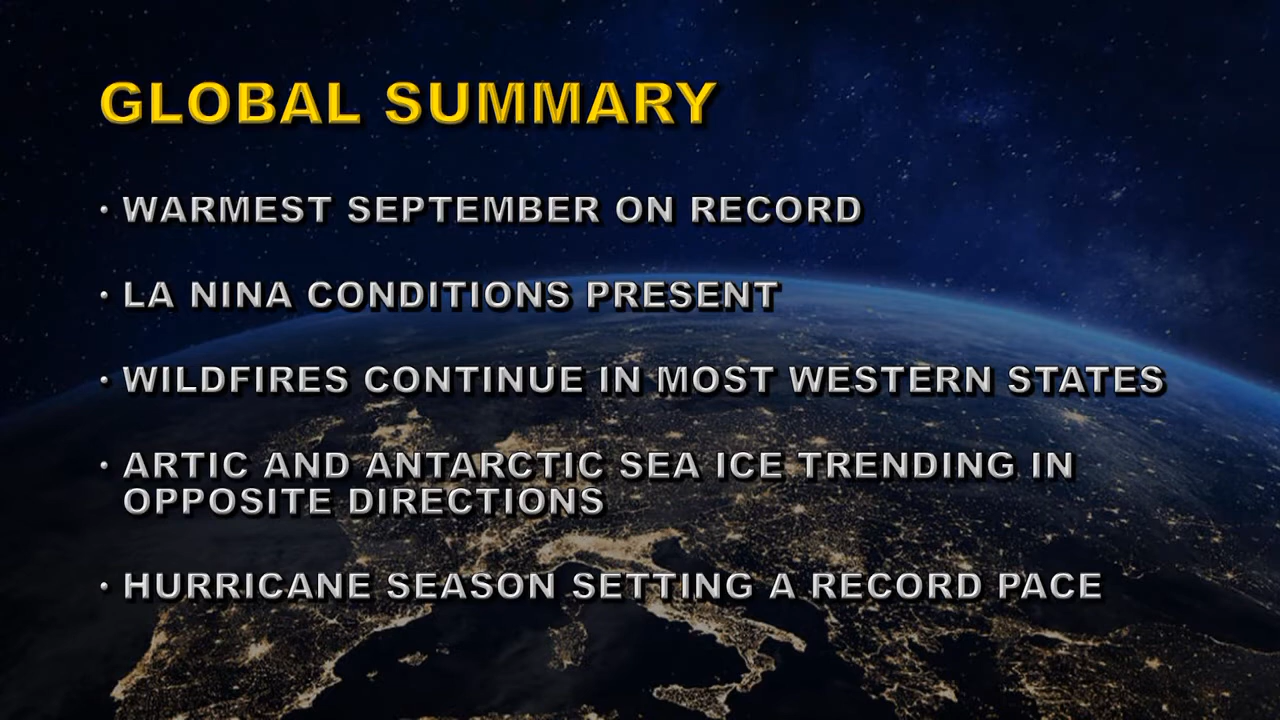 GLOBAL SUMMARY
• WARMEST SEPTEMBER ON RECORD
• LA NINA CONDITIONS PRESENT
• WILDFIRES CONTINUE IN MOST WESTERN STATES
• ARTIC AND ANTARCTIC SEA ICE TRENDING IN
OPPOSITE DIRECTIONS
• HURRICANE SEASON SETTING A RECORD PACE